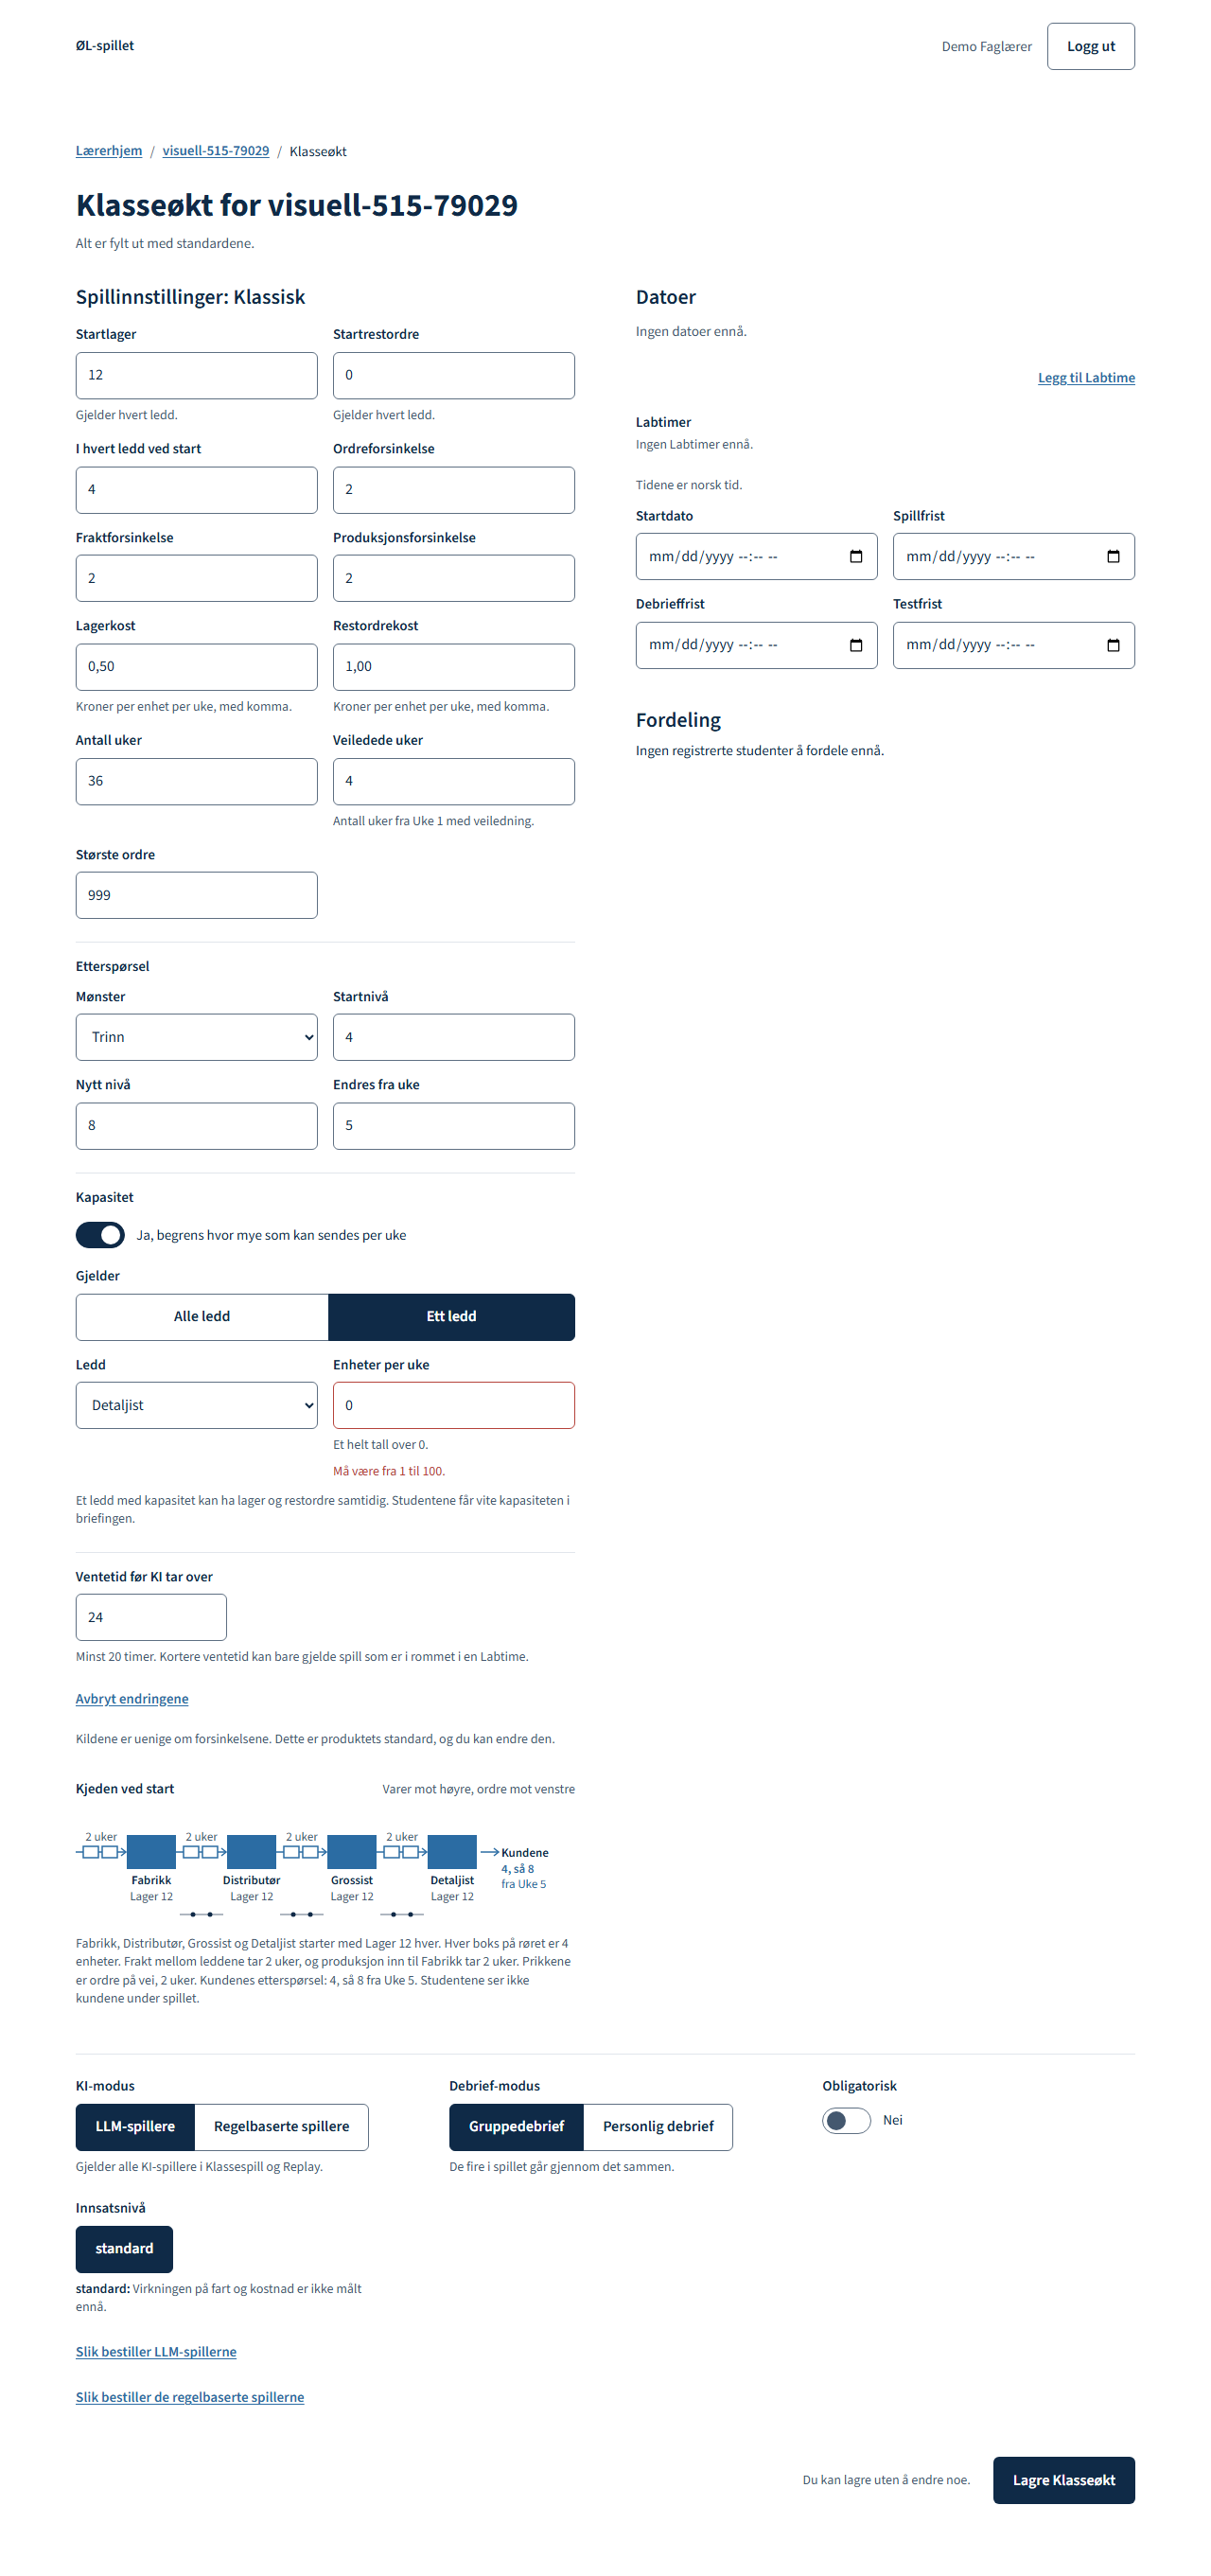 ØL-spillet
Demo Faglærer
Logg ut
Lærerhjem / visuell-515-79029 / Klasseøkt
Klasseøkt for visuell-515-79029
Alt er fylt ut med standardene.
Spillinnstillinger: Klassisk
Startlager
Startrestordre
12
0
Gjelder hvert ledd.
Gjelder hvert ledd.
I hvert ledd ved start
Ordreforsinkelse
4
2
Fraktforsinkelse
Produksjonsforsinkelse
2
2
Lagerkost
Restordrekost
0,50
1,00
Kroner per enhet per uke, med komma.
Kroner per enhet per uke, med komma.
Antall uker
Veiledede uker
36
4
Antall uker fra Uke 1 med veiledning.
Største ordre
999
Etterspørsel
Mønster
Startnivå
Trinn
4
Nytt nivå
Endres fra uke
8
5
Kapasitet
Ja, begrens hvor mye som kan sendes per uke
Gjelder
Alle ledd
Ett ledd
Ledd
Enheter per uke
Detaljist
0
Et helt tall over 0.
Må være fra 1 til 100.
Et ledd med kapasitet kan ha lager og restordre samtidig. Studentene får vite kapasiteten i
briefingen.
Ventetid før KI tar over
24
Minst 20 timer. Kortere ventetid kan bare gjelde spill som er i rommet i en Labtime.
Avbryt endringene
Kildene er uenige om forsinkelsene. Dette er produktets standard, og du kan endre den.
Kjeden ved start
Varer mot høyre, ordre mot venstre
2 uker
2 uker
2 uker
2 uker
Fabrikk
Lager 12
Distributør
Lager 12
Grossist
Lager 12
Detaljist
Lager 12
Kundene
4, så 8
fra Uke 5
Fabrikk, Distributør, Grossist og Detaljist starter med Lager 12 hver. Hver boks på røret er 4
enheter. Frakt mellom leddene tar 2 uker, og produksjon inn til Fabrikk tar 2 uker. Prikkene
er ordre på vei, 2 uker. Kundenes etterspørsel: 4, så 8 fra Uke 5. Studentene ser ikke
kundene under spillet.
Datoer
Ingen datoer ennå.
Legg til Labtime
Labtimer
Ingen Labtimer ennå.
Tidene er norsk tid.
Startdato
Spillfrist
mm/dd/yyyy --:-- --
mm/dd/yyyy --:-- --
Debrieffrist
Testfrist
mm/dd/yyyy --:-- --
mm/dd/yyyy --:-- --
Fordeling
Ingen registrerte studenter å fordele ennå.
KI-modus
LLM-spillere
Regelbaserte spillere
Gjelder alle KI-spillere i Klassespill og Replay.
Debrief-modus
Gruppedebrief
Personlig debrief
De fire i spillet går gjennom det sammen.
Obligatorisk
Nei
Innsatsnivå
standard
standard: Virkningen på fart og kostnad er ikke målt
ennå.
Slik bestiller LLM-spillerne
Slik bestiller de regelbaserte spillerne
Du kan lagre uten å endre noe.
Lagre Klasseøkt